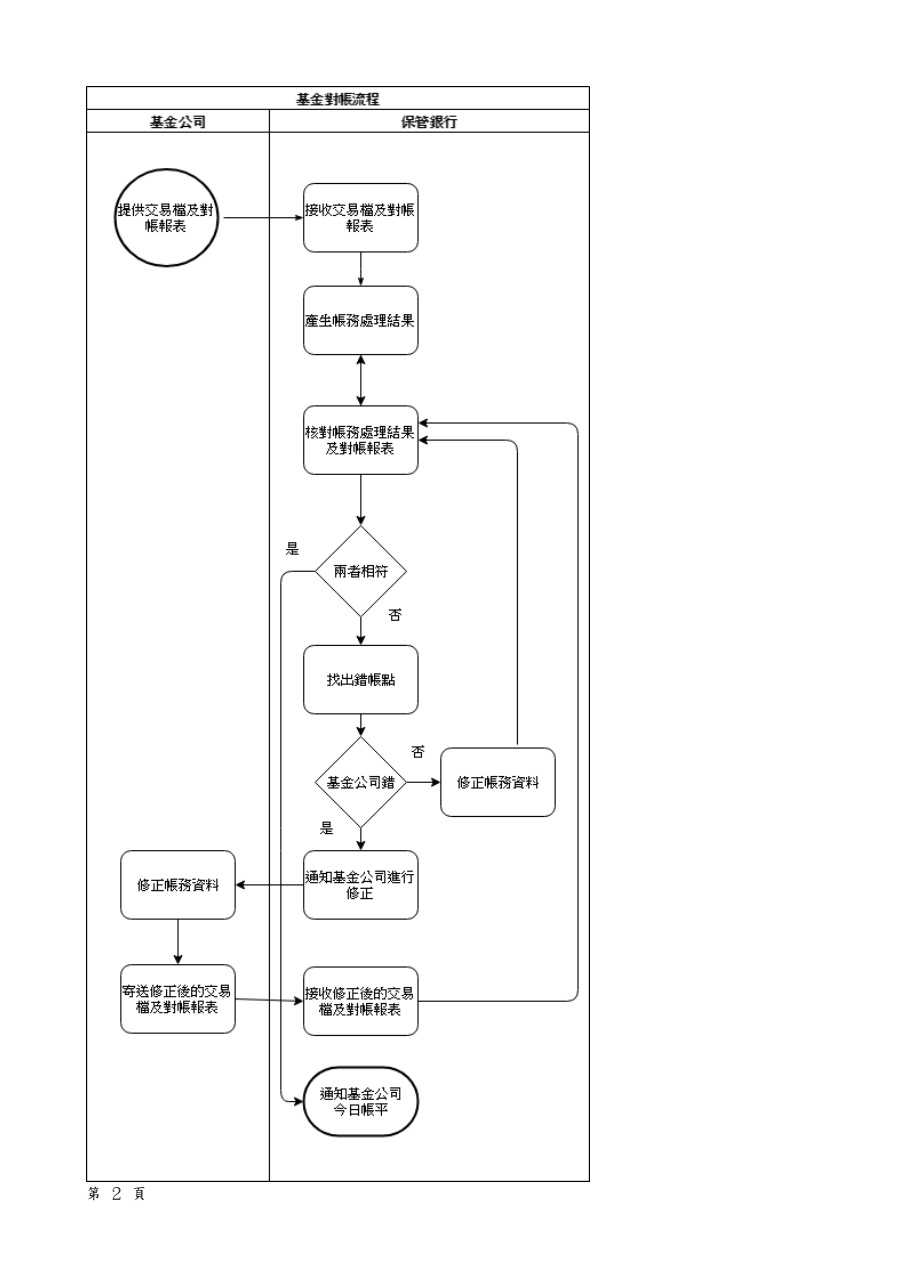 基金對帳流程
基金公司
保管銀行
提供交易檔及對
帳報表
接收交易檔及對帳
報表
產生帳務處理結果
核對帳務處理結果
及對帳報表
是
兩者相符
否
找出錯帳點
否
基金公司錯
修正帳務資料
是
通知基金公司進行
修正
修正帳務資料
寄送修正後的交易
檔及對帳報表
接收修正後的交易
檔及對帳報表
通知基金公司
今日帳平
第 2 頁